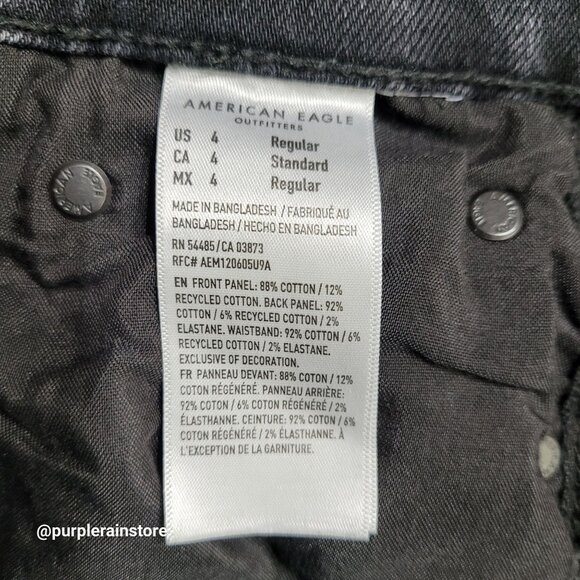 AMERICAN EAGLE
OUTFITTERS
US 4 Regular
CA 4 Standard
MX 4 Regular
MADE IN BANGLADESH / FABRIQUÉ AU
BANGLADESH / HECHO EN BANGLADESH
RN 54485/CA 03873
RFC# AEM120605U9A
EN FRONT PANEL: 88% COTTON / 12%
RECYCLED COTTON. BACK PANEL: 92%
COTTON / 6% RECYCLED COTTON / 2%
ELASTANE. WAISTBAND: 92% COTTON / 6%
RECYCLED COTTON / 2% ELASTANE.
EXCLUSIVE OF DECORATION.
FR PANNEAU DEVANT: 88% COTON / 12%
COTON RÉGÉNÉRÉ. PANNEAU ARRIÈRE:
92% COTON / 6% COTON RÉGÉNÉRÉ / 2%
ÉLASTHANNE. CEINTURE: 92% COTON / 6%
COTON RÉGÉNÉRÉ / 2% ÉLASTHANNE. À
L'EXCEPTION DE LA GARNITURE.
@purplerainstore